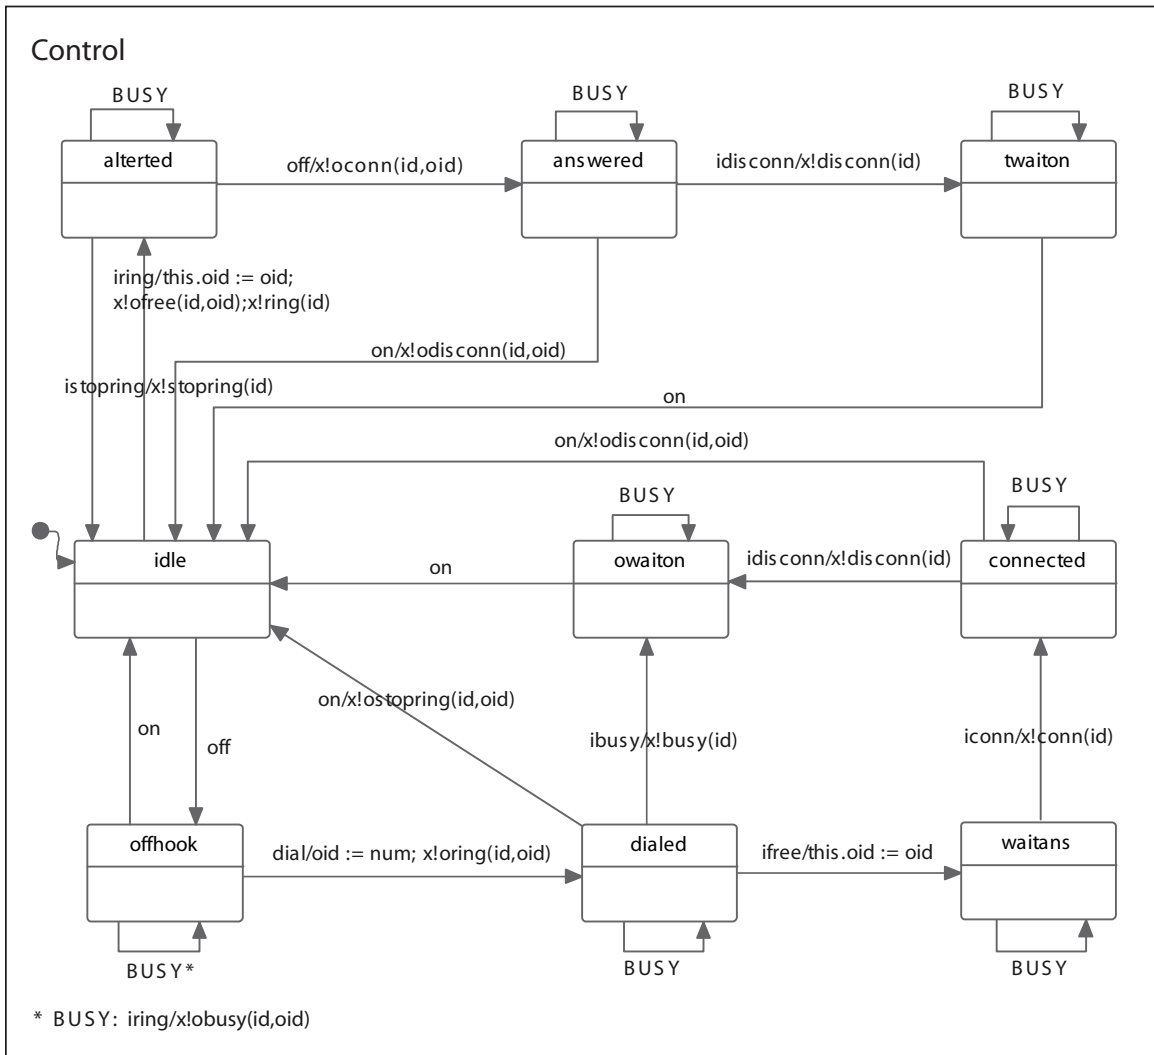 Control
BUSY
BUSY
BUSY
alterted
off/x!oconn(id,oid)
answered
idisconn/x!disconn(id)
twaiton
iring/this.oid := oid;
x!ofree(id,oid);x!ring(id)
on/x!odisconn(id,oid)
istopring/x!stopring(id)
on
on/x!odisconn(id,oid)
BUSY
BUSY
idle
owaiton
idisconn/x!disconn(id)
connected
on
on/x!ostopring(id,oid)
on
off
ibusy/x!busy(id)
iconn/x!conn(id)
offhook
dial/oid := num; x!oring(id,oid)
dialed
ifree/this.oid := oid
waitans
BUSY*
BUSY
BUSY
* BUSY: iring/x!obusy(id,oid)